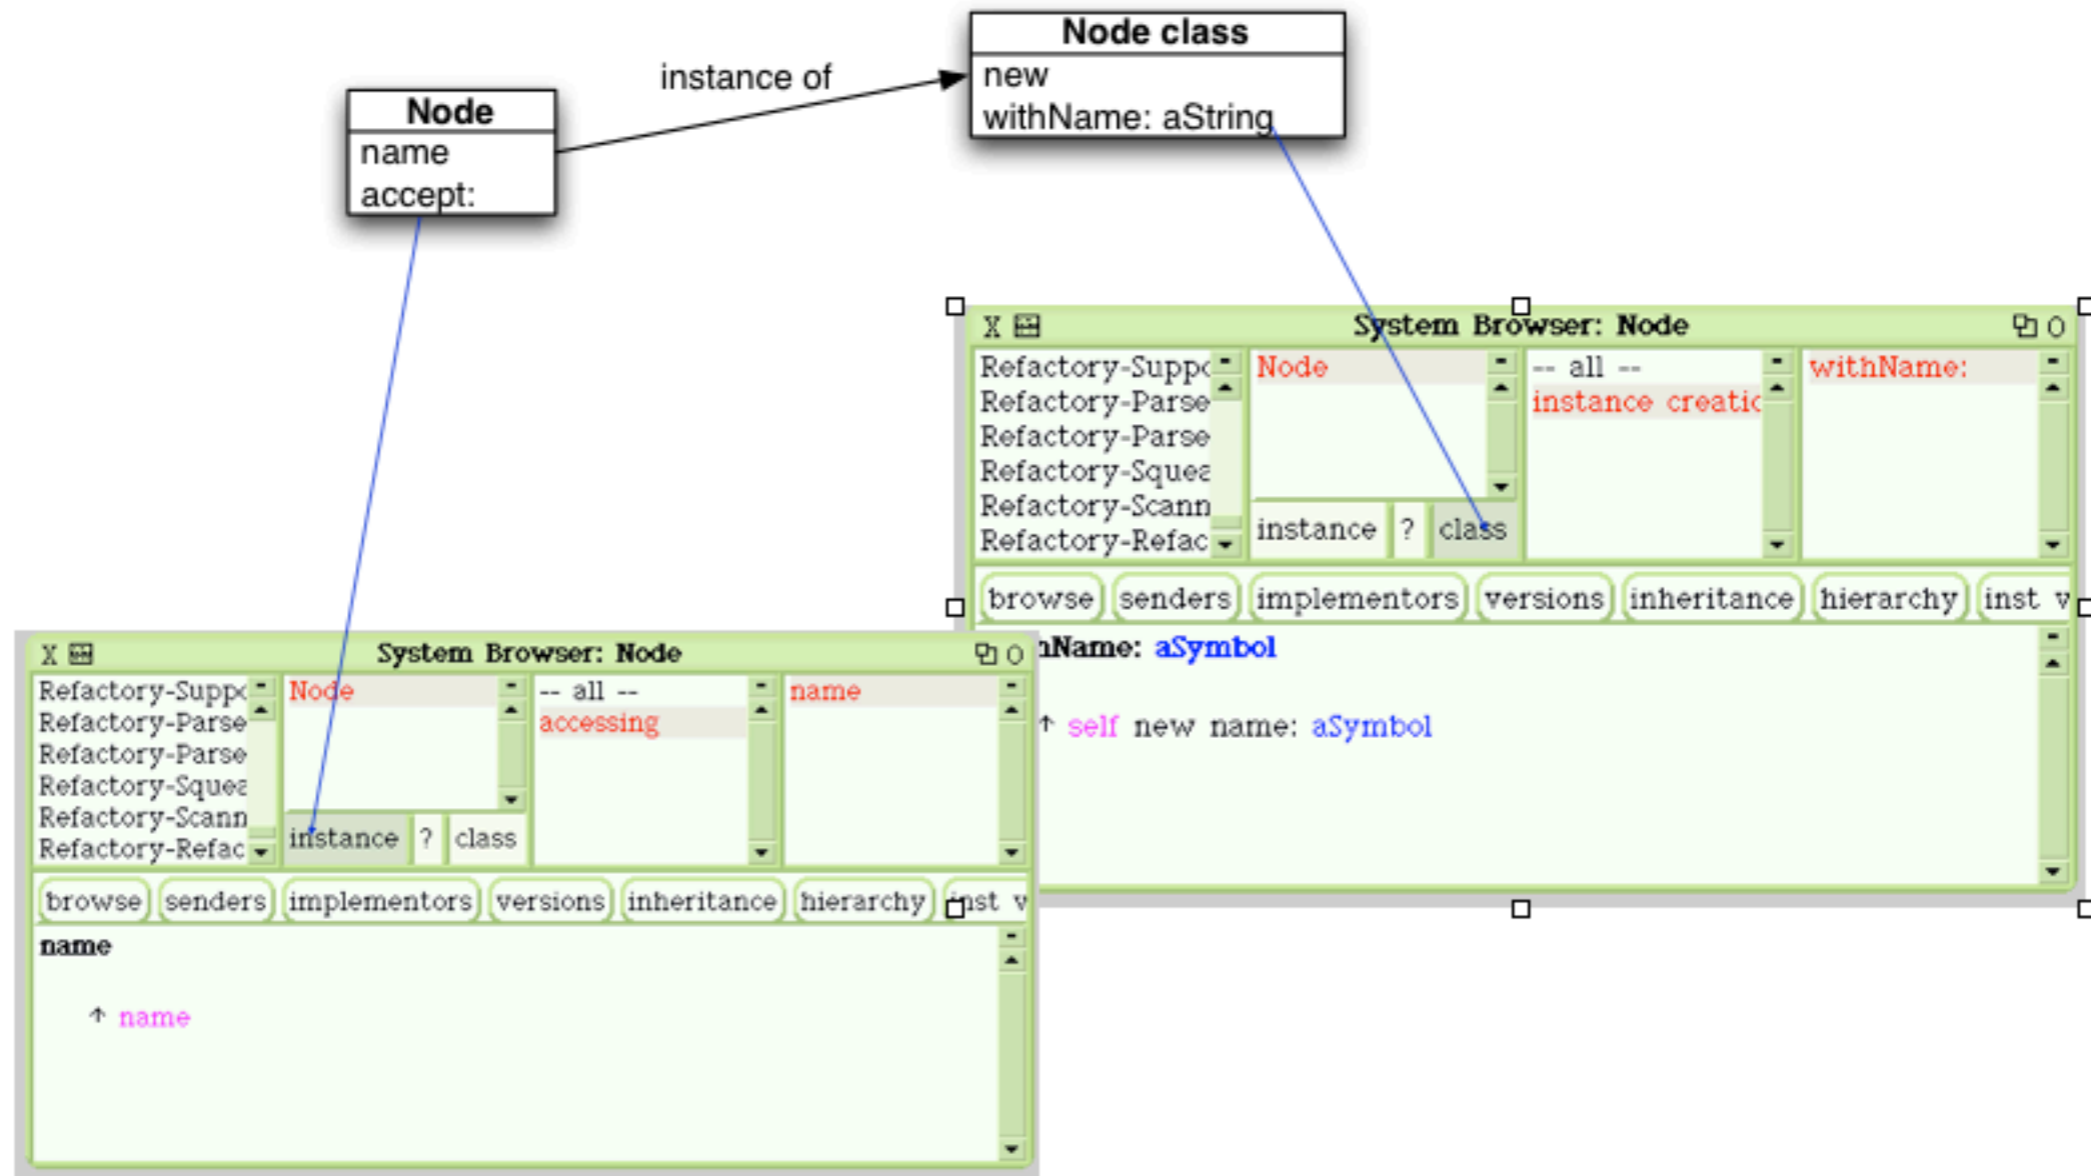 Node class
new
withName: aString
instance of
Node
name
accept:
X System Browser: Node O
Refactory-Suppo
Refactory-Parse
Refactory-Parse
Refactory-Squea
Refactory-Scann
Refactory-Refac
Node
instance ? class
-- all --
instance creatio
withName:
browse senders implementors versions inheritance hierarchy inst v
hName: aSymbol
↑ self new name: aSymbol
X System Browser: Node O
Refactory-Suppo
Refactory-Parse
Refactory-Parse
Refactory-Squea
Refactory-Scann
Refactory-Refac
Node
instance ? class
-- all --
accessing
name
browse senders implementors versions inheritance hierarchy inst v
name
↑ name